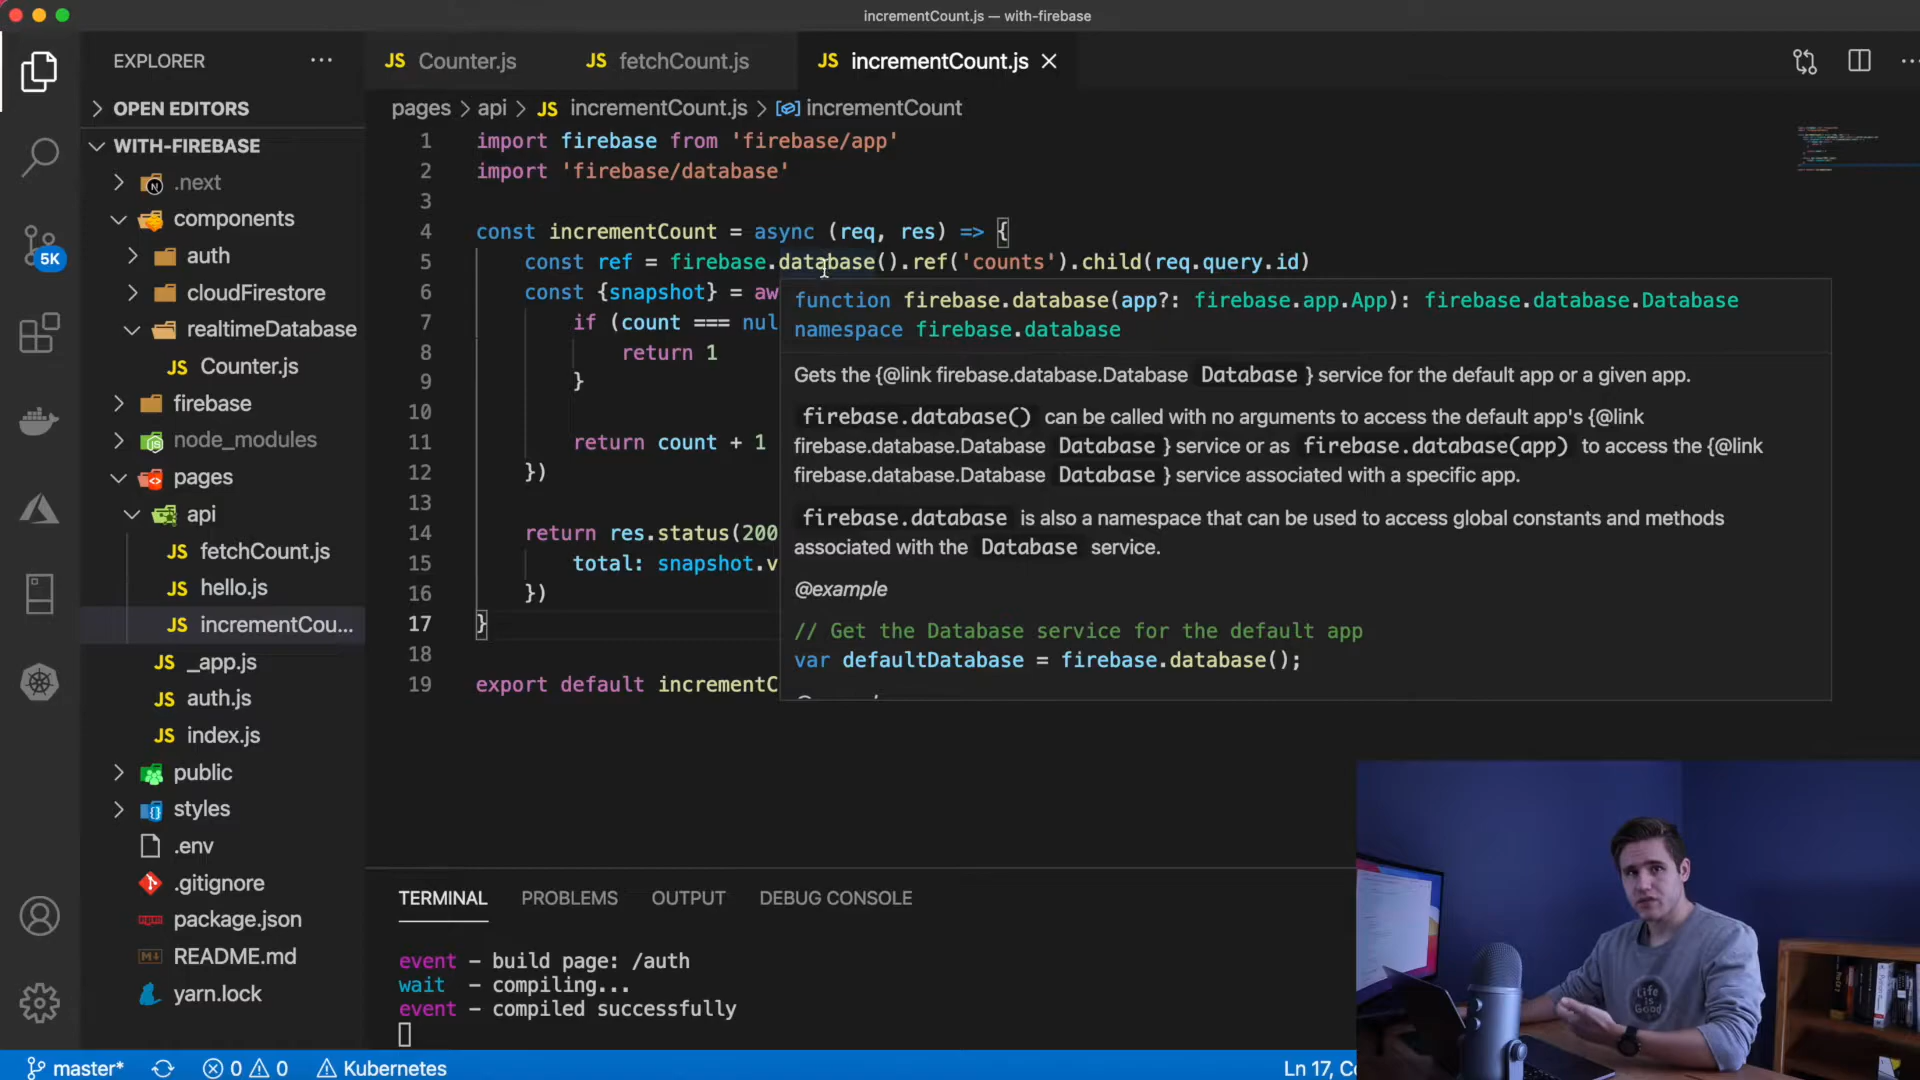 incrementCount.js — with-firebase
EXPLORER
OPEN EDITORS
WITH-FIREBASE
.next
components
auth
cloudFirestore
realtimeDatabase
JS Counter.js
firebase
node_modules
pages
api
JS fetchCount.js
JS hello.js
JS incrementCou...
JS _app.js
JS auth.js
JS index.js
public
styles
.env
.gitignore
package.json
README.md
yarn.lock
5K
JS Counter.js
JS fetchCount.js
JS incrementCount.js
pages > api > JS incrementCount.js > incrementCount
1 import firebase from 'firebase/app'
2 import 'firebase/database'
3
4 const incrementCount = async (req, res) => {
5 const ref = firebase.database().ref('counts').child(req.query.id)
6 const {snapshot} = aw
7 if (count === nul
8 return 1
9 }
10
11 return count + 1
12 })
13
14 return res.status(200
15 total: snapshot.v
16 })
17 }
18
19 export default incrementC
function firebase.database(app?: firebase.app.App): firebase.database.Database
namespace firebase.database
Gets the {@link firebase.database.Database Database } service for the default app or a given app.
firebase.database() can be called with no arguments to access the default app's {@link
firebase.database.Database Database } service or as firebase.database(app) to access the {@link
firebase.database.Database Database } service associated with a specific app.
firebase.database is also a namespace that can be used to access global constants and methods
associated with the Database service.
@example
// Get the Database service for the default app
var defaultDatabase = firebase.database();
TERMINAL
PROBLEMS
OUTPUT
DEBUG CONSOLE
event - build page: /auth
wait - compiling...
event - compiled successfully
Life
is
Good
master*
0
0
Kubernetes
Ln 17, Co